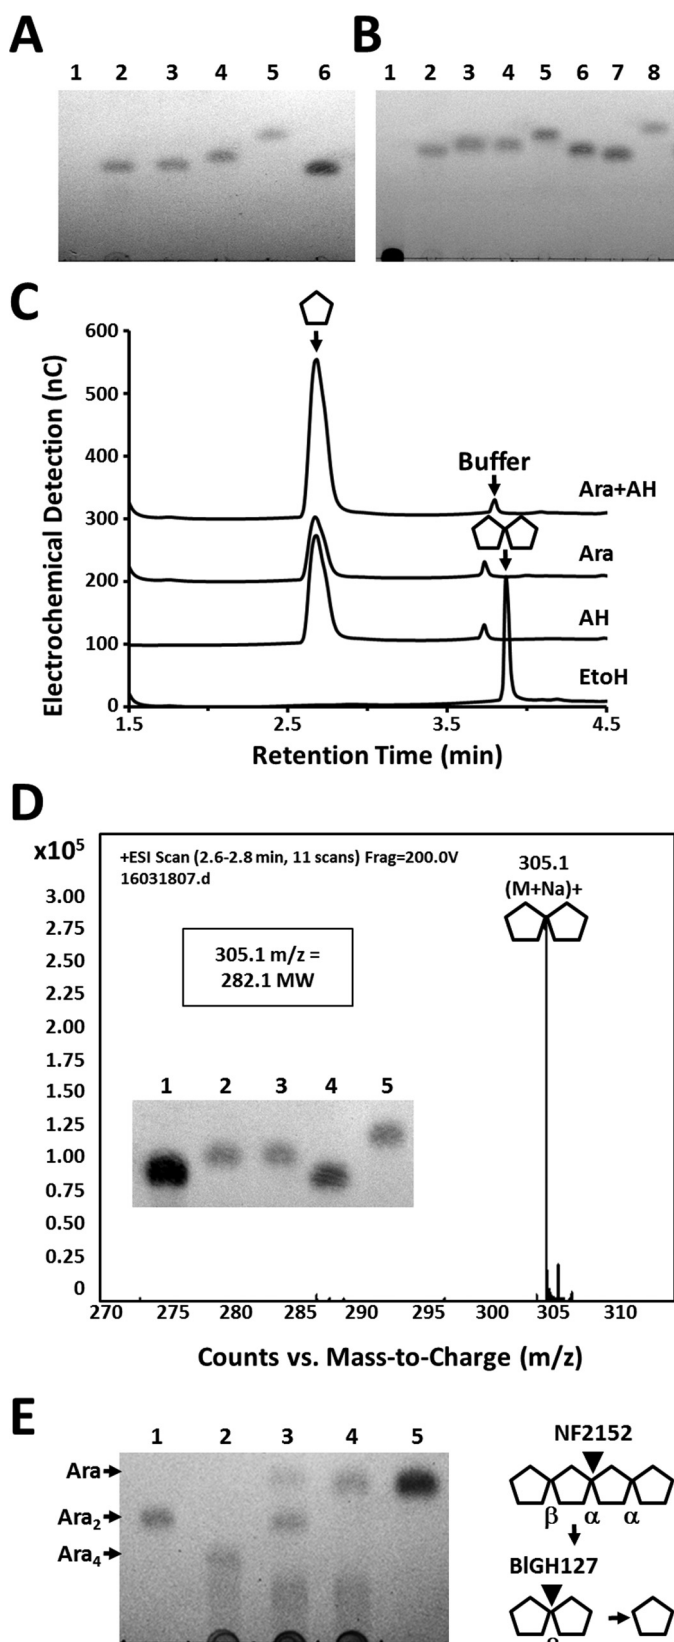 A
B
1 2 3 4 5 6
1 2 3 4 5 6 7 8
C
600
500
400
300
200
100
0
Electrochemical Detection (nC)
Buffer
Ara+AH
Ara
AH
EtoH
1.5 2.5 3.5 4.5
Retention Time (min)
D
x10⁵
+ESI Scan (2.6-2.8 min, 11 scans) Frag=200.0V
16031807.d
305.1
(M+Na)+
305.1 m/z =
282.1 MW
3.00
2.75
2.50
2.25
2.00
1.75
1.50
1.25
1.00
0.75
0.50
0.25
0
1 2 3 4 5
270 275 280 285 290 295 300 305 310
Counts vs. Mass-to-Charge (m/z)
E
1 2 3 4 5
Ara
Ara₂
Ara₄
NF2152
β α α
BlGH127